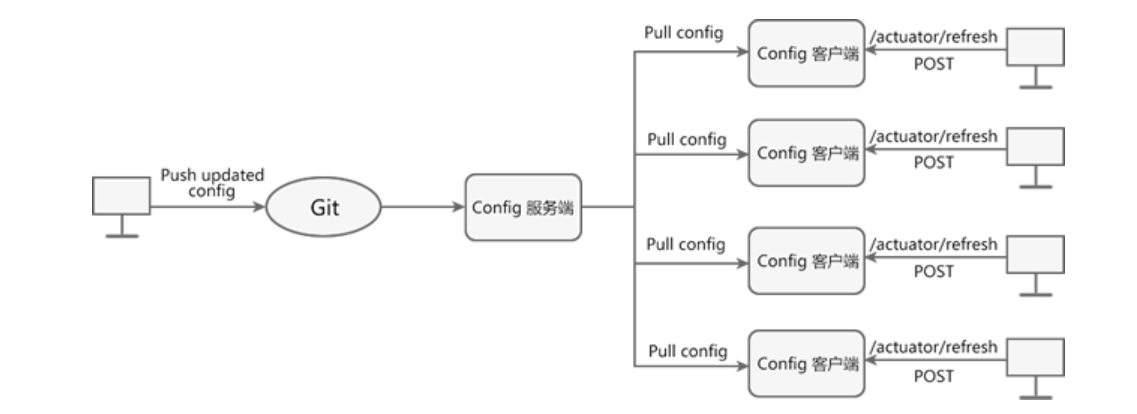 Push updated
config
Git
Config 服务端
Pull config
Config 客户端
/actuator/refresh
POST
Pull config
Config 客户端
/actuator/refresh
POST
Pull config
Config 客户端
/actuator/refresh
POST
Pull config
Config 客户端
/actuator/refresh
POST